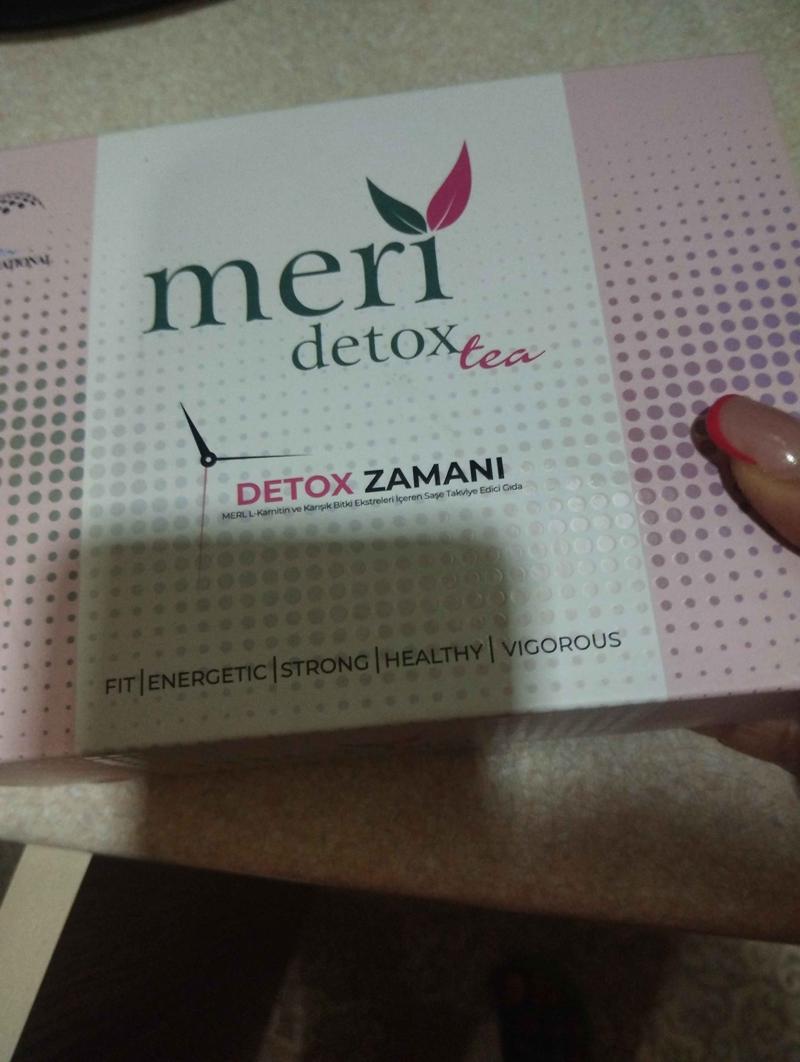 meri
detox tea
DETOX ZAMANI
MERL L-Karnitin ve Karışık Bitki Ekstreleri İçeren Saşe Takviye Edici Gıda
FIT|ENERGETIC|STRONG|HEALTHY|VIGOROUS